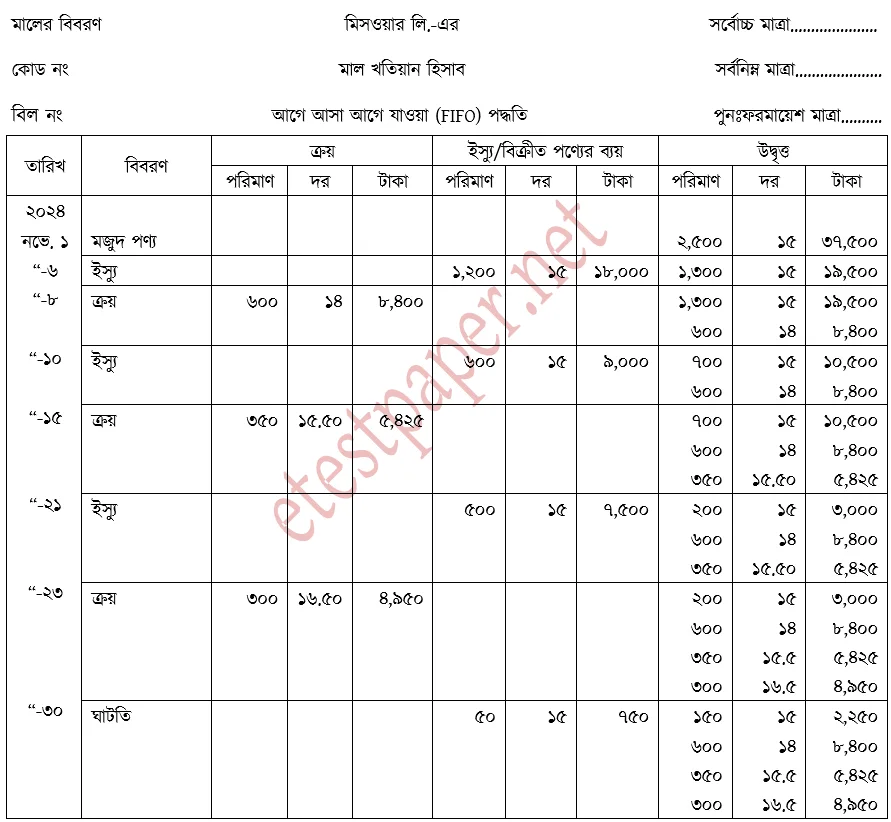 মালের বিবরণ মিসওয়ার লি.-এর সর্বোচ্চ মাত্রা.....................
কোড নং মাল খতিয়ান হিসাব সর্বনিম্ন মাত্রা.....................
বিল নং আগে আসা আগে যাওয়া (FIFO) পদ্ধতি পুনঃফরমায়েশ মাত্রা..........
তারিখ বিবরণ ক্রয় ইস্যু/বিক্রীত পণ্যের ব্যয় উদ্বৃত্ত
পরিমাণ দর টাকা পরিমাণ দর টাকা পরিমাণ দর টাকা
২০২৪
নভে. ১ মজুদ পণ্য ২,৫০০ ১৫ ৩৭,৫০০
“-৬ ইস্যু ১,২০০ ১৫ ১৮,০০০ ১,৩০০ ১৫ ১৯,৫০০
“-৮ ক্রয় ৬০০ ১৪ ৮,৪০০ ১,৩০০ ১৫ ১৯,৫০০
৬০০ ১৪ ৮,৪০০
“-১০ ইস্যু ৬০০ ১৫ ৯,০০০ ৭০০ ১৫ ১০,৫০০
৬০০ ১৪ ৮,৪০০
“-১৫ ক্রয় ৩৫০ ১৫.৫০ ৫,৪২৫ ৭০০ ১৫ ১০,৫০০
৬০০ ১৪ ৮,৪০০
৩৫০ ১৫.৫০ ৫,৪২৫
“-২১ ইস্যু ৫০০ ১৫ ৭,৫০০ ২০০ ১৫ ৩,০০০
৬০০ ১৪ ৮,৪০০
৩৫০ ১৫.৫০ ৫,৪২৫
“-২৩ ক্রয় ৩০০ ১৬.৫০ ৪,৯৫০ ২০০ ১৫ ৩,০০০
৬০০ ১৪ ৮,৪০০
৩৫০ ১৫.৫ ৫,৪২৫
৩০০ ১৬.৫ ৪,৯৫০
“-৩০ ঘাটতি ৫০ ১৫ ৭৫০ ১৫০ ১৫ ২,২৫০
৬০০ ১৪ ৮,৪০০
৩৫০ ১৫.৫ ৫,৪২৫
৩০০ ১৬.৫ ৪,৯৫০
etestpaper.net